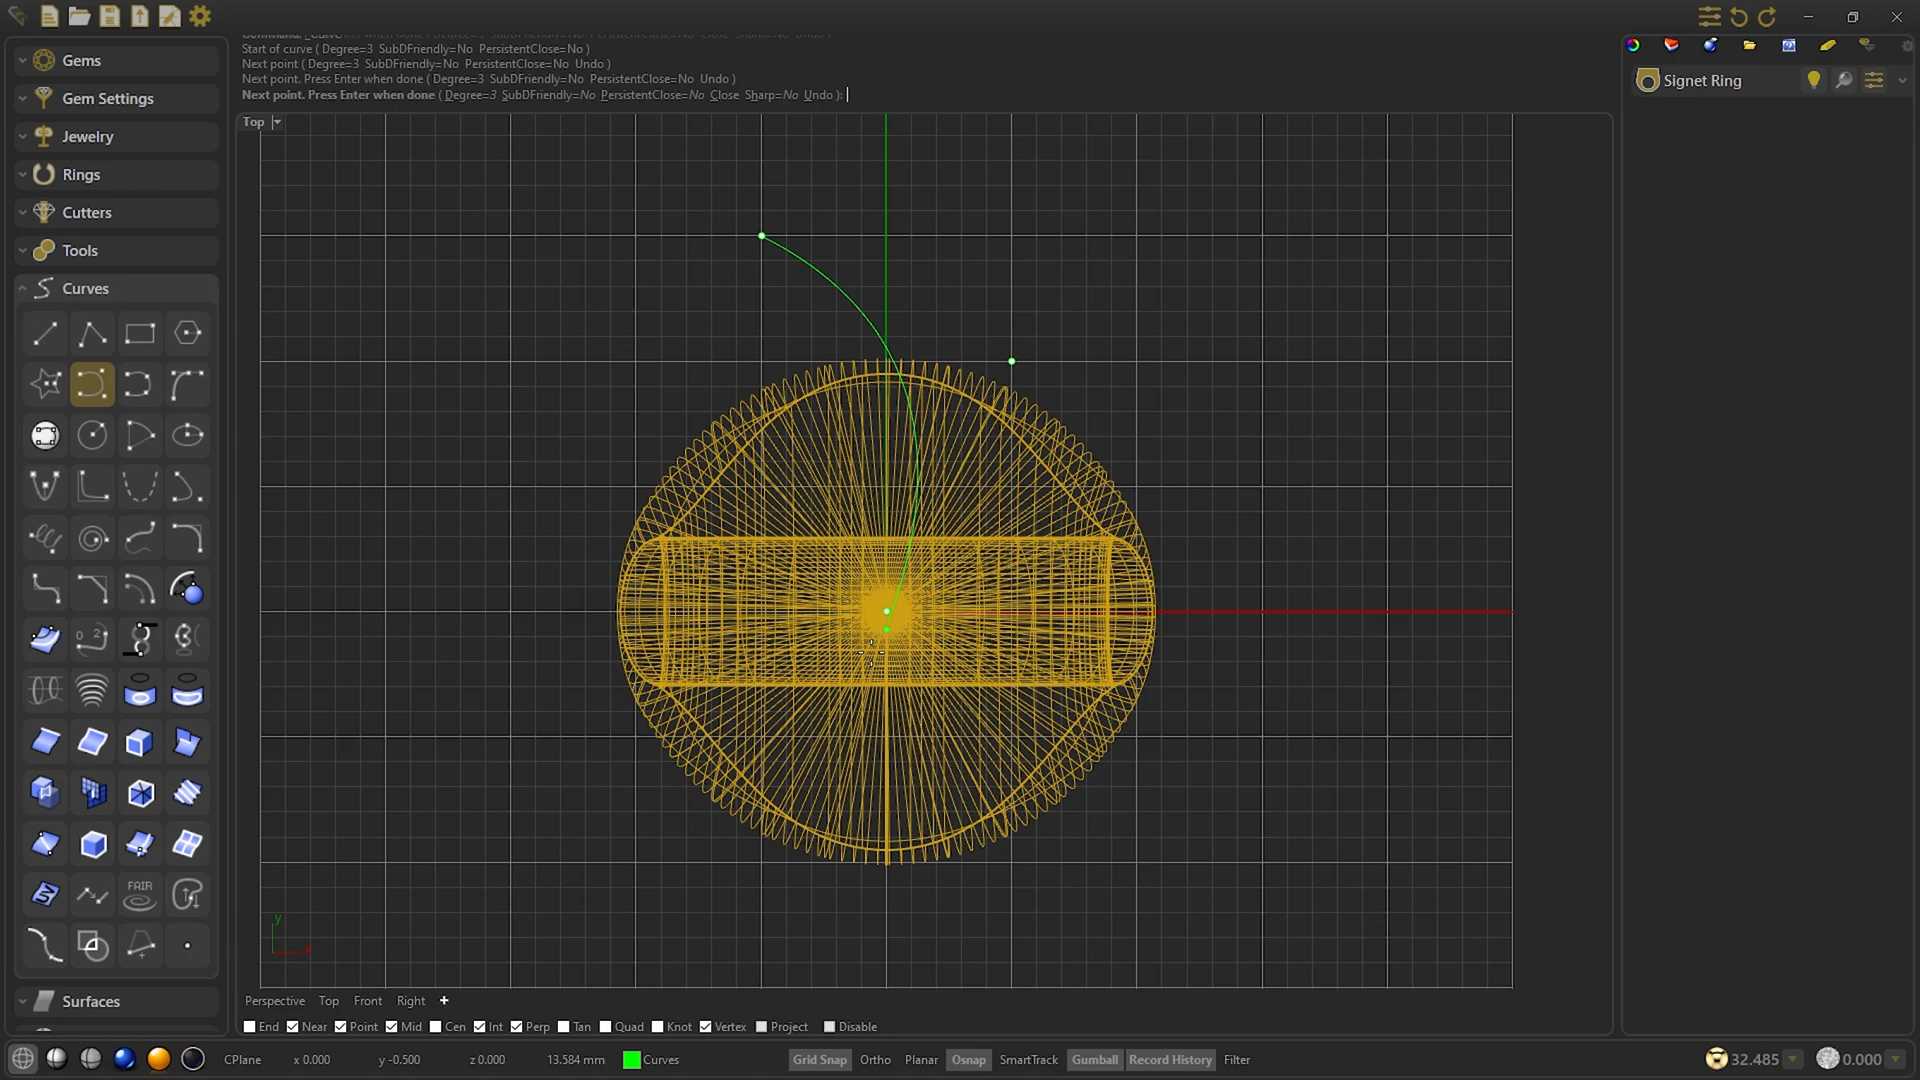 Start of curve ( Degree=3 SubDFriendly=No PersistentClose=No )
Next point ( Degree=3 SubDFriendly=No PersistentClose=No Undo )
Next point. Press Enter when done ( Degree=3 SubDFriendly=No PersistentClose=No Undo )
Next point. Press Enter when done ( Degree=3 SubDFriendly=No PersistentClose=No Close Sharp=No Undo ):
Gems
Gem Settings
Jewelry
Rings
Cutters
Tools
Curves
FAIR
Surfaces
Top
y
Signet Ring
Perspective Top Front Right
End Near Point Mid Cen Int Perp Tan Quad Knot Vertex Project Disable
CPlane x 0.000 y -0.500 z 0.000 13.584 mm Curves Grid Snap Ortho Planar Osnap SmartTrack Gumball Record History Filter 32.485 0.000